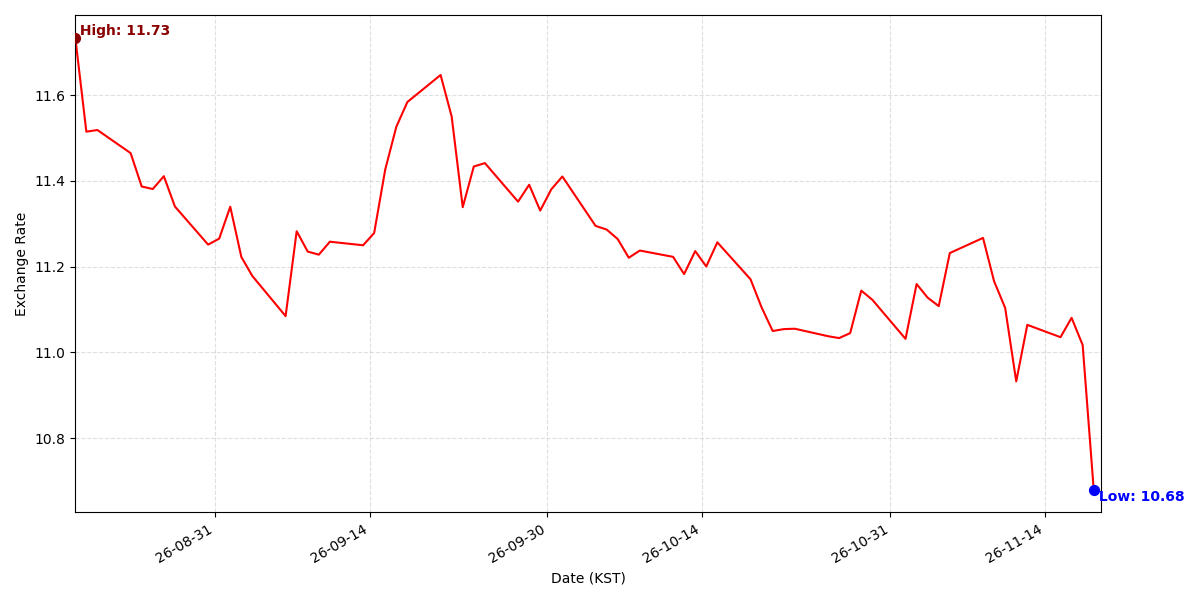 High: 11.73
11.6
11.4
11.2
11.0
10.8
Exchange Rate
Low: 10.68
26-08-31
26-09-14
26-09-30
26-10-14
26-10-31
26-11-14
Date (KST)